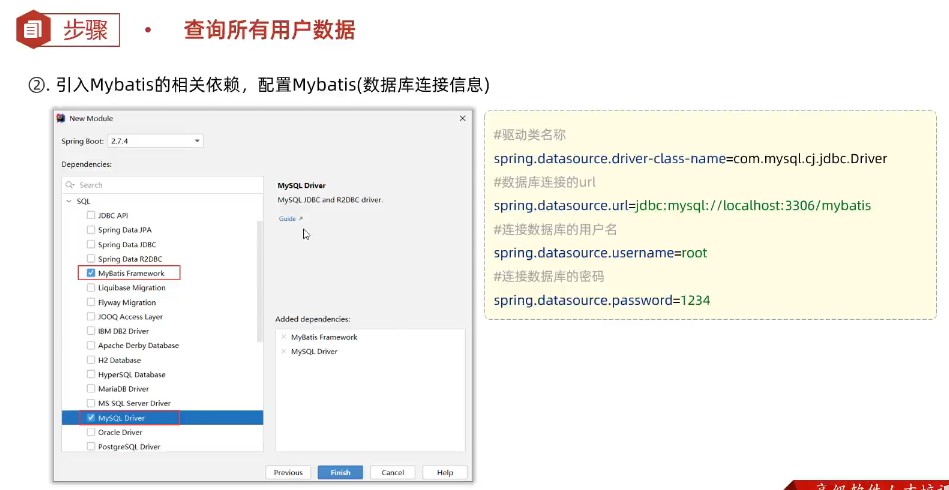 步骤
查询所有用户数据
②. 引入Mybatis的相关依赖，配置Mybatis(数据库连接信息)
New Module
Spring Boot: 2.7.4
Dependencies:
Search
SQL
JDBC API
Spring Data JPA
Spring Data JDBC
Spring Data R2DBC
MyBatis Framework
Liquibase Migration
Flyway Migration
JOOQ Access Layer
IBM DB2 Driver
Apache Derby Database
H2 Database
HyperSQL Database
MariaDB Driver
MS SQL Server Driver
MySQL Driver
Oracle Driver
PostgreSQL Driver
MySQL Driver
MySQL JDBC and R2DBC driver.
Guide
Added dependencies:
MyBatis Framework
MySQL Driver
Previous
Finish
Cancel
Help
#驱动类名称
spring.datasource.driver-class-name=com.mysql.cj.jdbc.Driver
#数据库连接的url
spring.datasource.url=jdbc:mysql://localhost:3306/mybatis
#连接数据库的用户名
spring.datasource.username=root
#连接数据库的密码
spring.datasource.password=1234